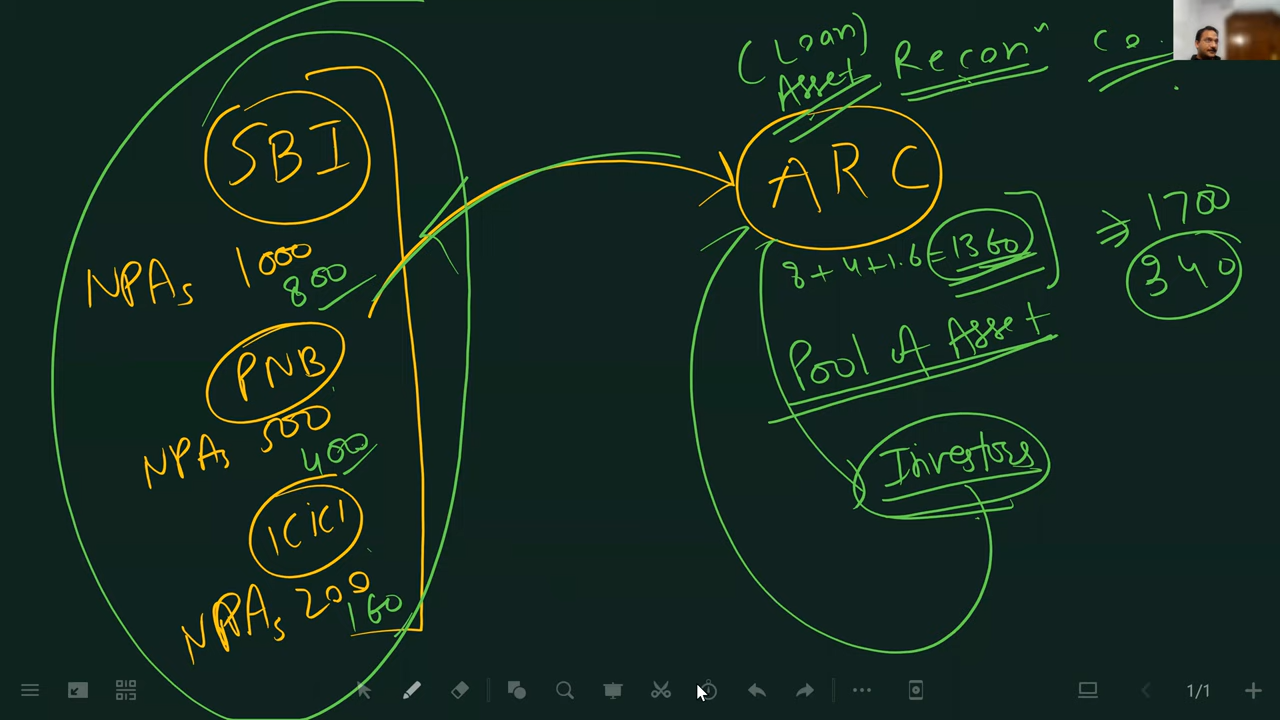 SBI
NPAs 1000
800
PNB
NPAs 500
400
ICICI
NPAs 200
160
(Loan)
Asset Recon" Co.
ARC
8+4+1.6=1360
Pool of Asset
Investors
⇒ 1700
340
1/1